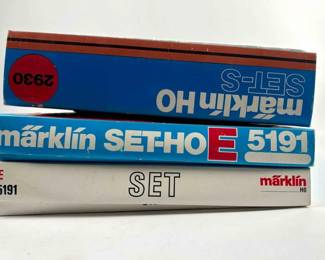 2930
märklin HO
SET-S
märklin SET-HO E 5191
E
5191
SET
märklin
HO